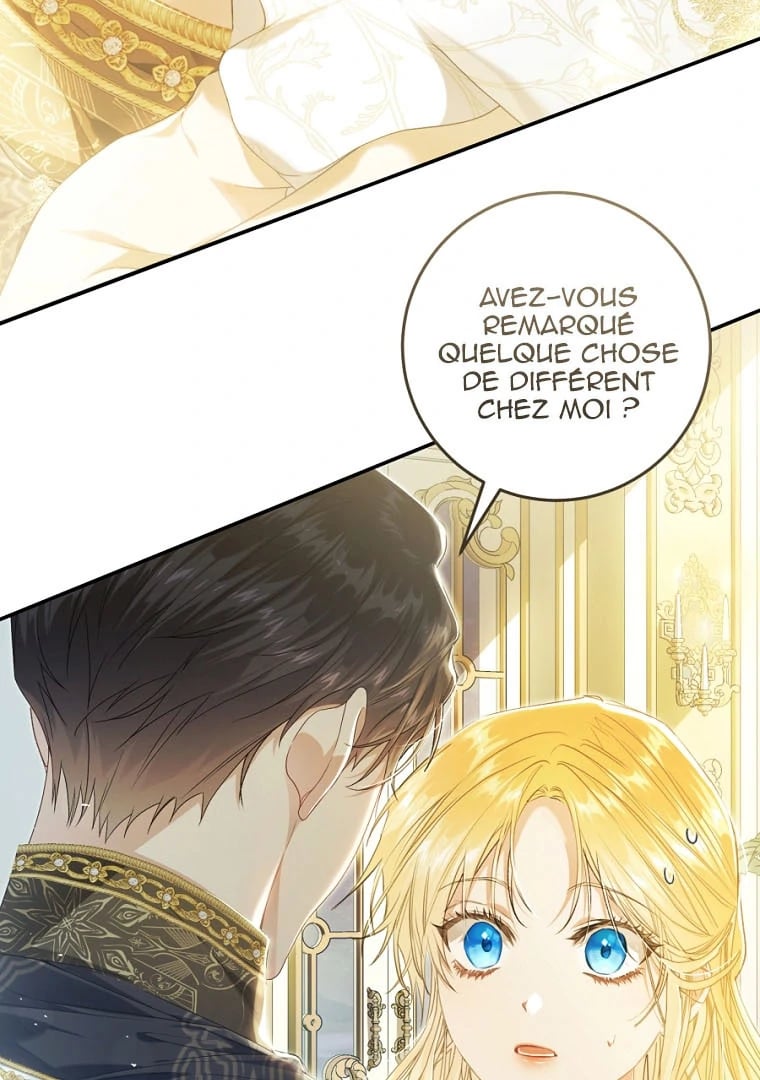 AVEZ-VOUS
REMARQUÉ
QUELQUE CHOSE
DE DIFFÉRENT
CHEZ MOI ?